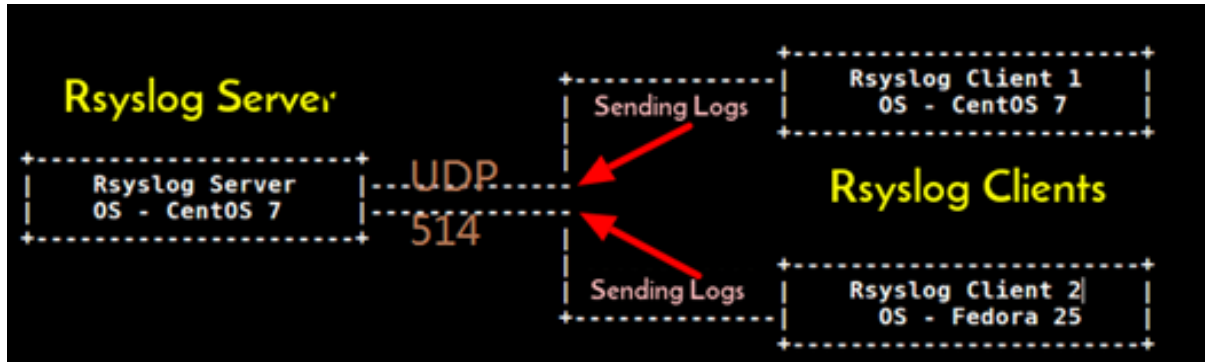 Rsyslog Server
Rsyslog Server
OS - CentOS 7
UDP
514
Sending Logs
Sending Logs
Rsyslog Client 1
OS - CentOS 7
Rsyslog Clients
Rsyslog Client 2
OS - Fedora 25